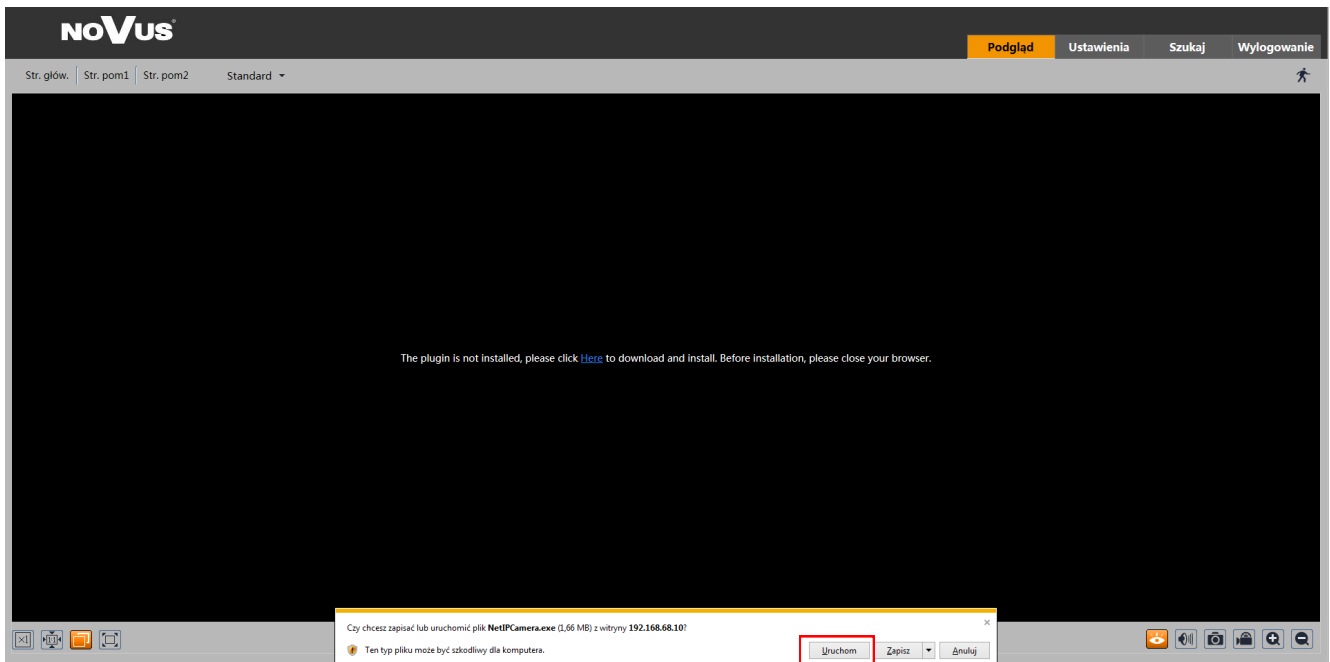 NOVUS®
Podgląd Ustawienia Szukaj Wylogowanie
Str. głów. Str. pom1 Str. pom2 Standard
The plugin is not installed, please click Here to download and install. Before installation, please close your browser.
Czy chcesz zapisać lub uruchomić plik NetIPCamera.exe (1,66 MB) z witryny 192.168.68.10?
Ten typ pliku może być szkodliwy dla komputera.
Uruchom Zapisz Anuluj
X1 1:1